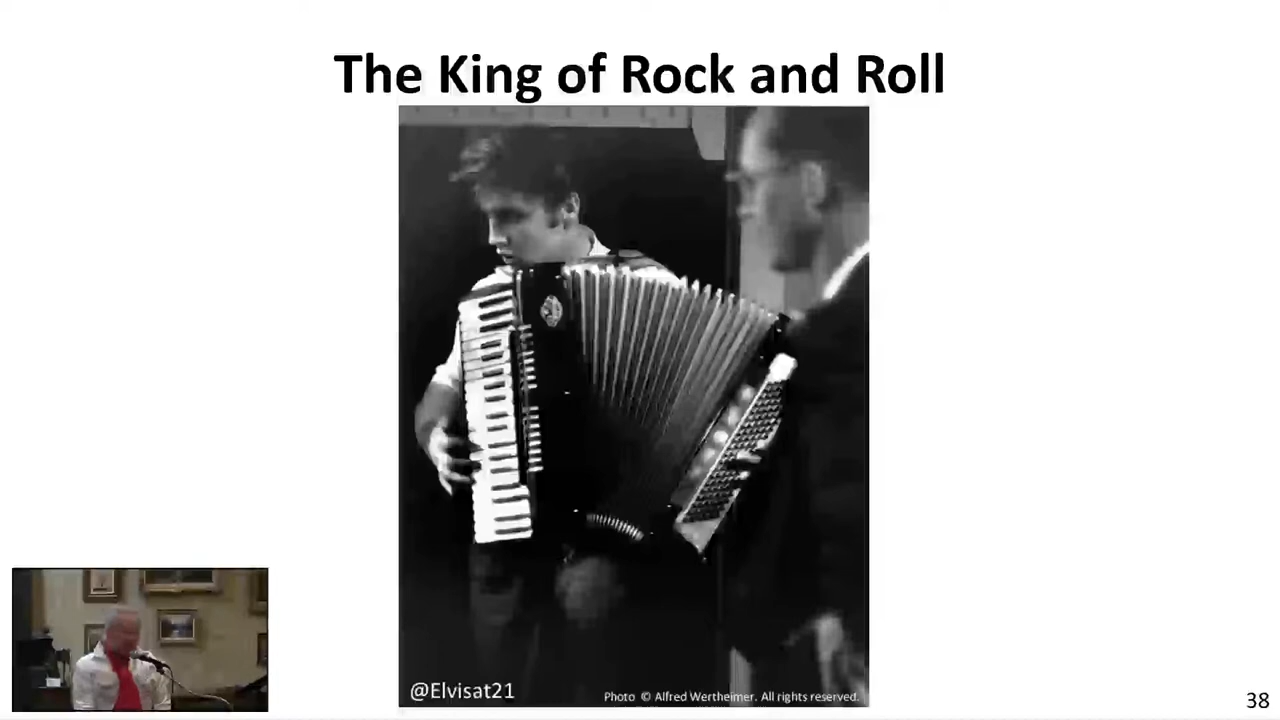 The King of Rock and Roll
@Elvisat21
Photo © Alfred Wertheimer. All rights reserved.
38